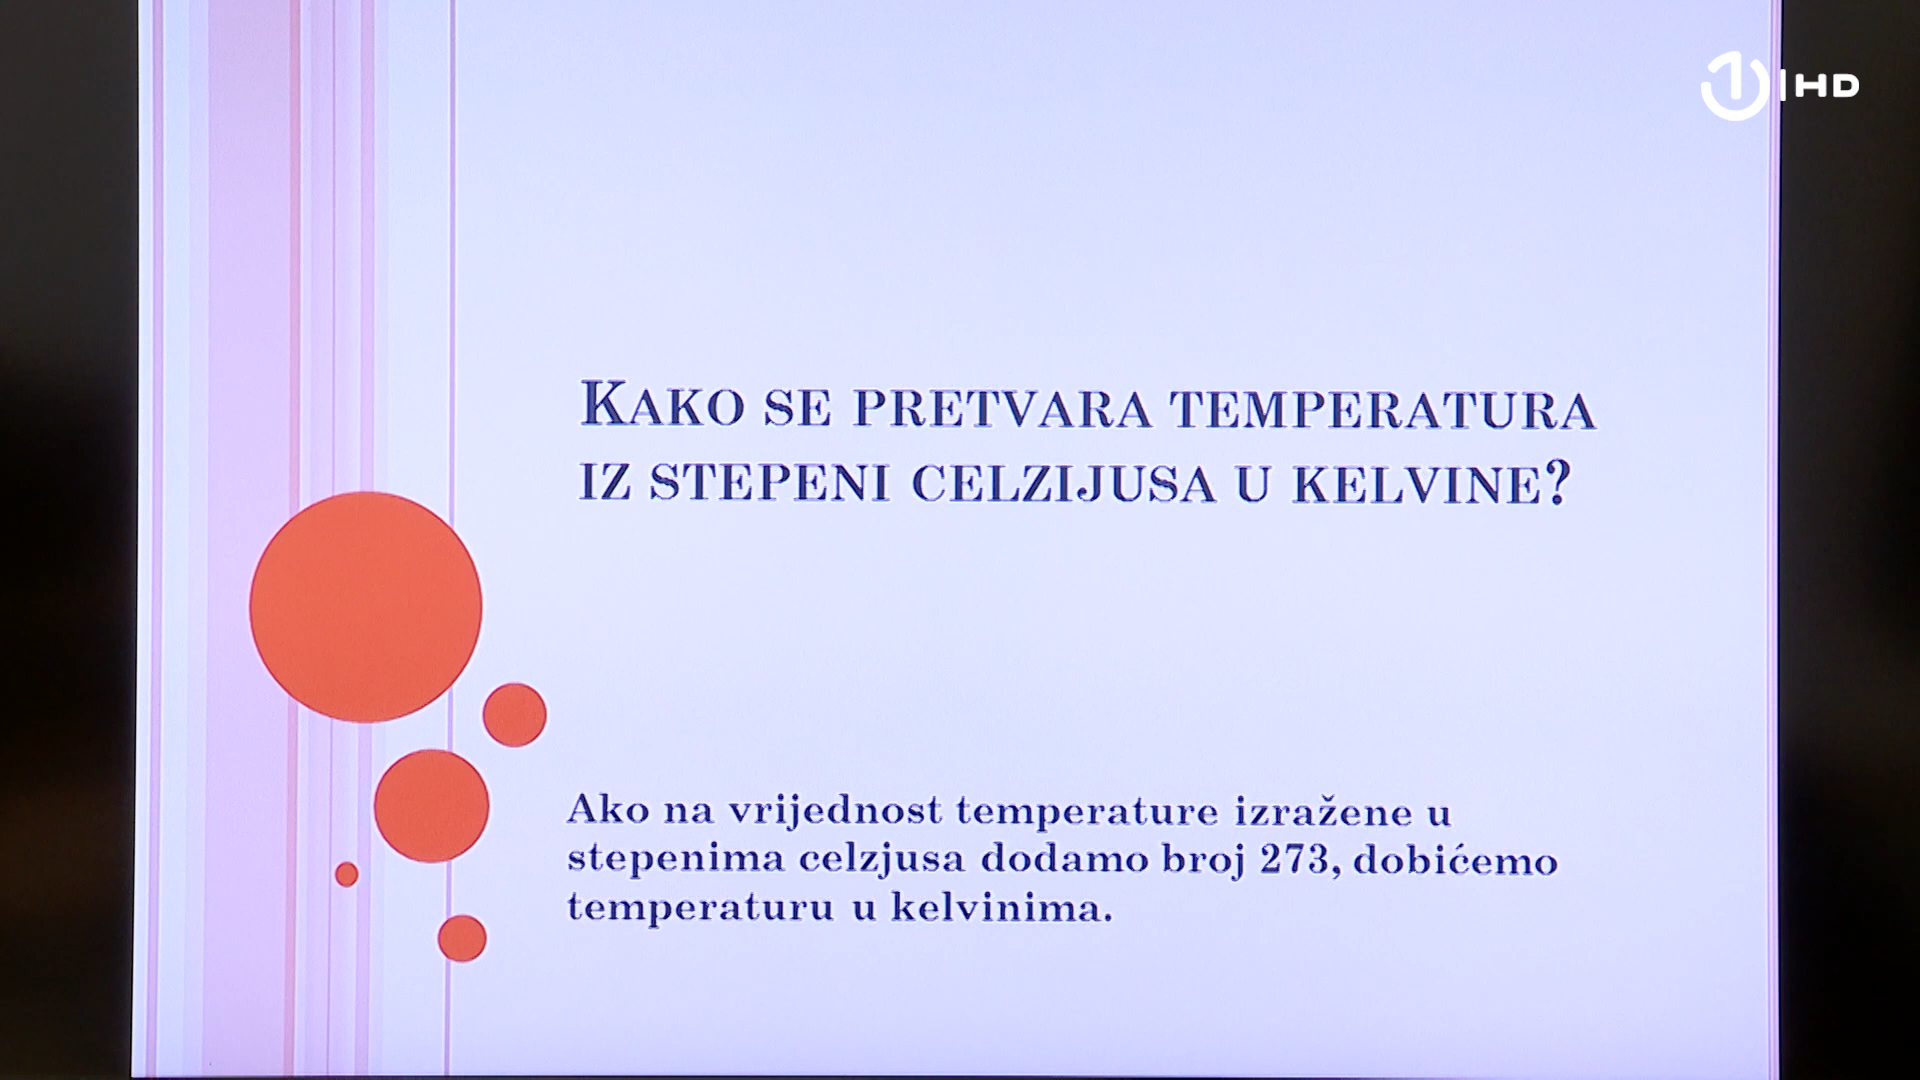 1 HD
KAKO SE PRETVARA TEMPERATURA
IZ STEPENI CELZIJUSA U KELVINE?
Ako na vrijednost temperature izražene u
stepenima celzjusa dodamo broj 273, dobićemo
temperaturu u kelvinima.